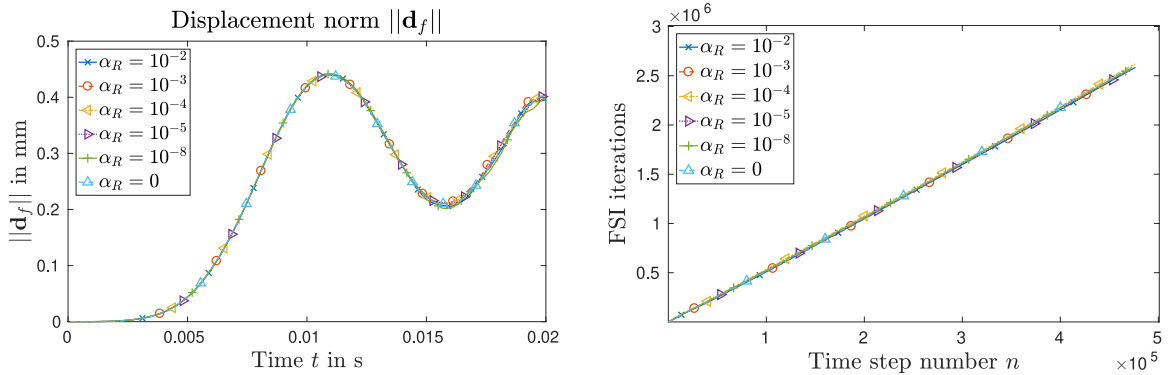 Displacement norm ||d_f||
0.5
0.4
0.3
0.2
0.1
0
||d_f|| in mm
α_R = 10^{-2}
α_R = 10^{-3}
α_R = 10^{-4}
α_R = 10^{-5}
α_R = 10^{-8}
α_R = 0
0
0.005
0.01
0.015
0.02
Time t in s
×10^6
3
2.5
2
1.5
1
0.5
FSI iterations
α_R = 10^{-2}
α_R = 10^{-3}
α_R = 10^{-4}
α_R = 10^{-5}
α_R = 10^{-8}
α_R = 0
1
2
3
4
5
Time step number n
×10^5